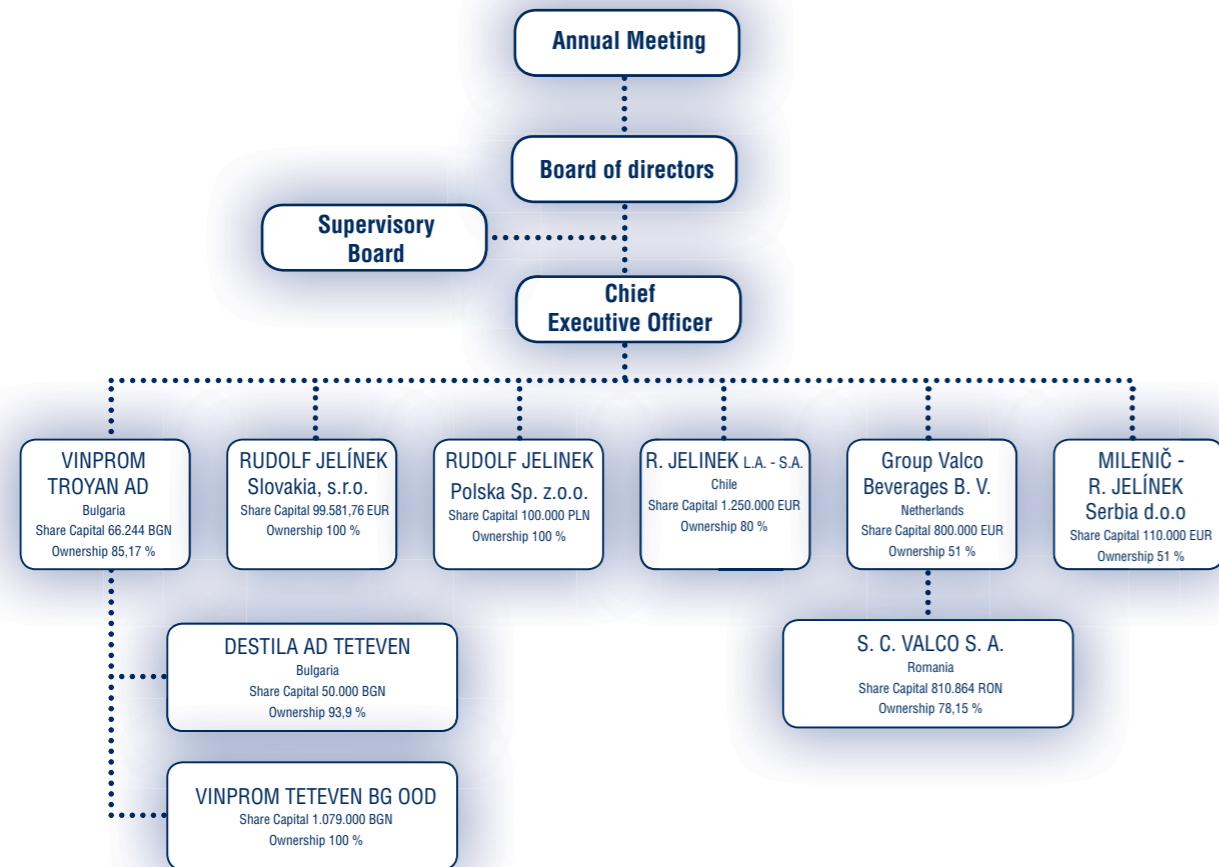 Annual Meeting
Board of directors
Supervisory
Board
Chief
Executive Officer
VINPROM
TROYAN AD
Bulgaria
Share Capital 66.244 BGN
Ownership 85,17 %
RUDOLF JELÍNEK
Slovakia, s.r.o.
Share Capital 99.581,76 EUR
Ownership 100 %
RUDOLF JELINEK
Polska Sp. z.o.o.
Share Capital 100.000 PLN
Ownership 100 %
R. JELINEK L.A. - S.A.
Chile
Share Capital 1.250.000 EUR
Ownership 80 %
Group Valco
Beverages B. V.
Netherlands
Share Capital 800.000 EUR
Ownership 51 %
MILENIČ -
R. JELÍNEK
Serbia d.o.o
Share Capital 110.000 EUR
Ownership 51 %
DESTILA AD TETEVEN
Bulgaria
Share Capital 50.000 BGN
Ownership 93,9 %
S. C. VALCO S. A.
Romania
Share Capital 810.864 RON
Ownership 78,15 %
VINPROM TETEVEN BG OOD
Share Capital 1.079.000 BGN
Ownership 100 %